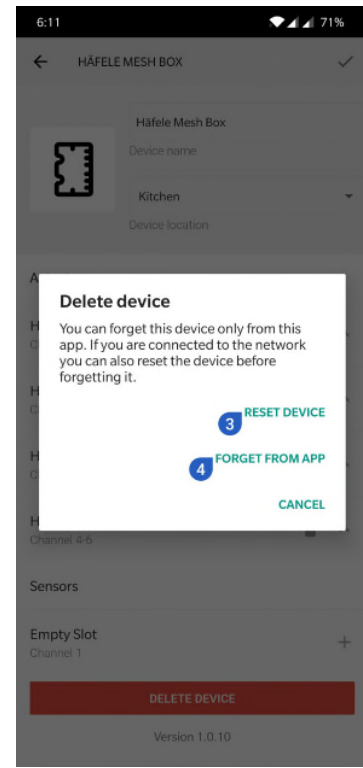 6:11
71%
HÄFELE MESH BOX
Häfele Mesh Box
Device name
Kitchen
Device location
A
Delete device
You can forget this device only from this
app. If you are connected to the network
you can also reset the device before
forgetting it.
H
C
H
C
H
C
3 RESET DEVICE
4 FORGET FROM APP
CANCEL
H
Channel 4-6
Sensors
Empty Slot
Channel 1
DELETE DEVICE
Version 1.0.10